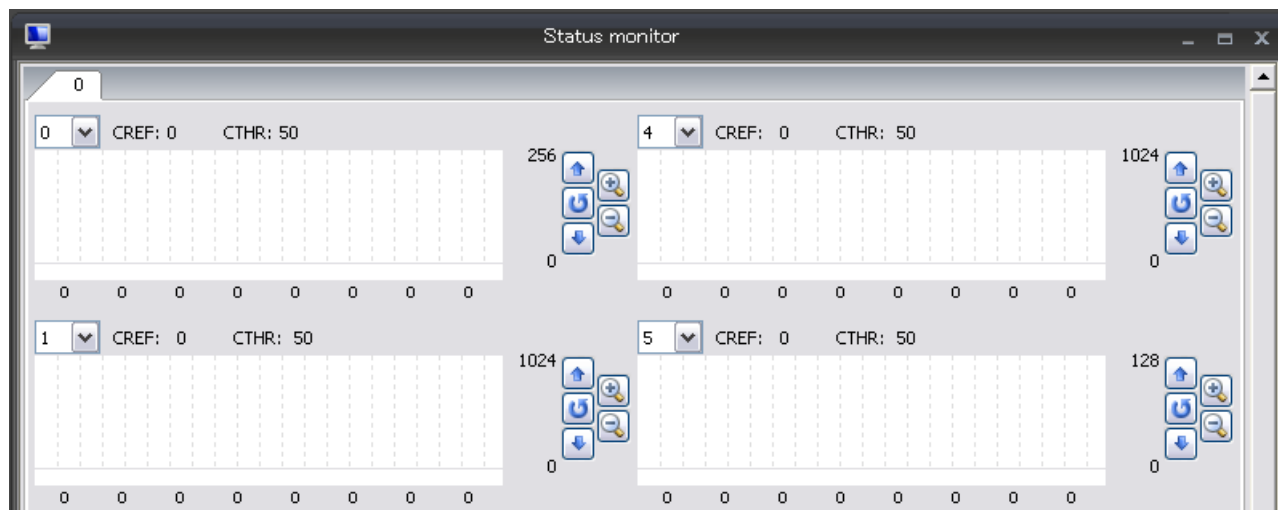 Status monitor
0
0 CREF: 0 CTHR: 50
256
0
0 0 0 0 0 0 0 0
4 CREF: 0 CTHR: 50
1024
0
0 0 0 0 0 0 0 0
1 CREF: 0 CTHR: 50
1024
0
0 0 0 0 0 0 0 0
5 CREF: 0 CTHR: 50
128
0
0 0 0 0 0 0 0 0